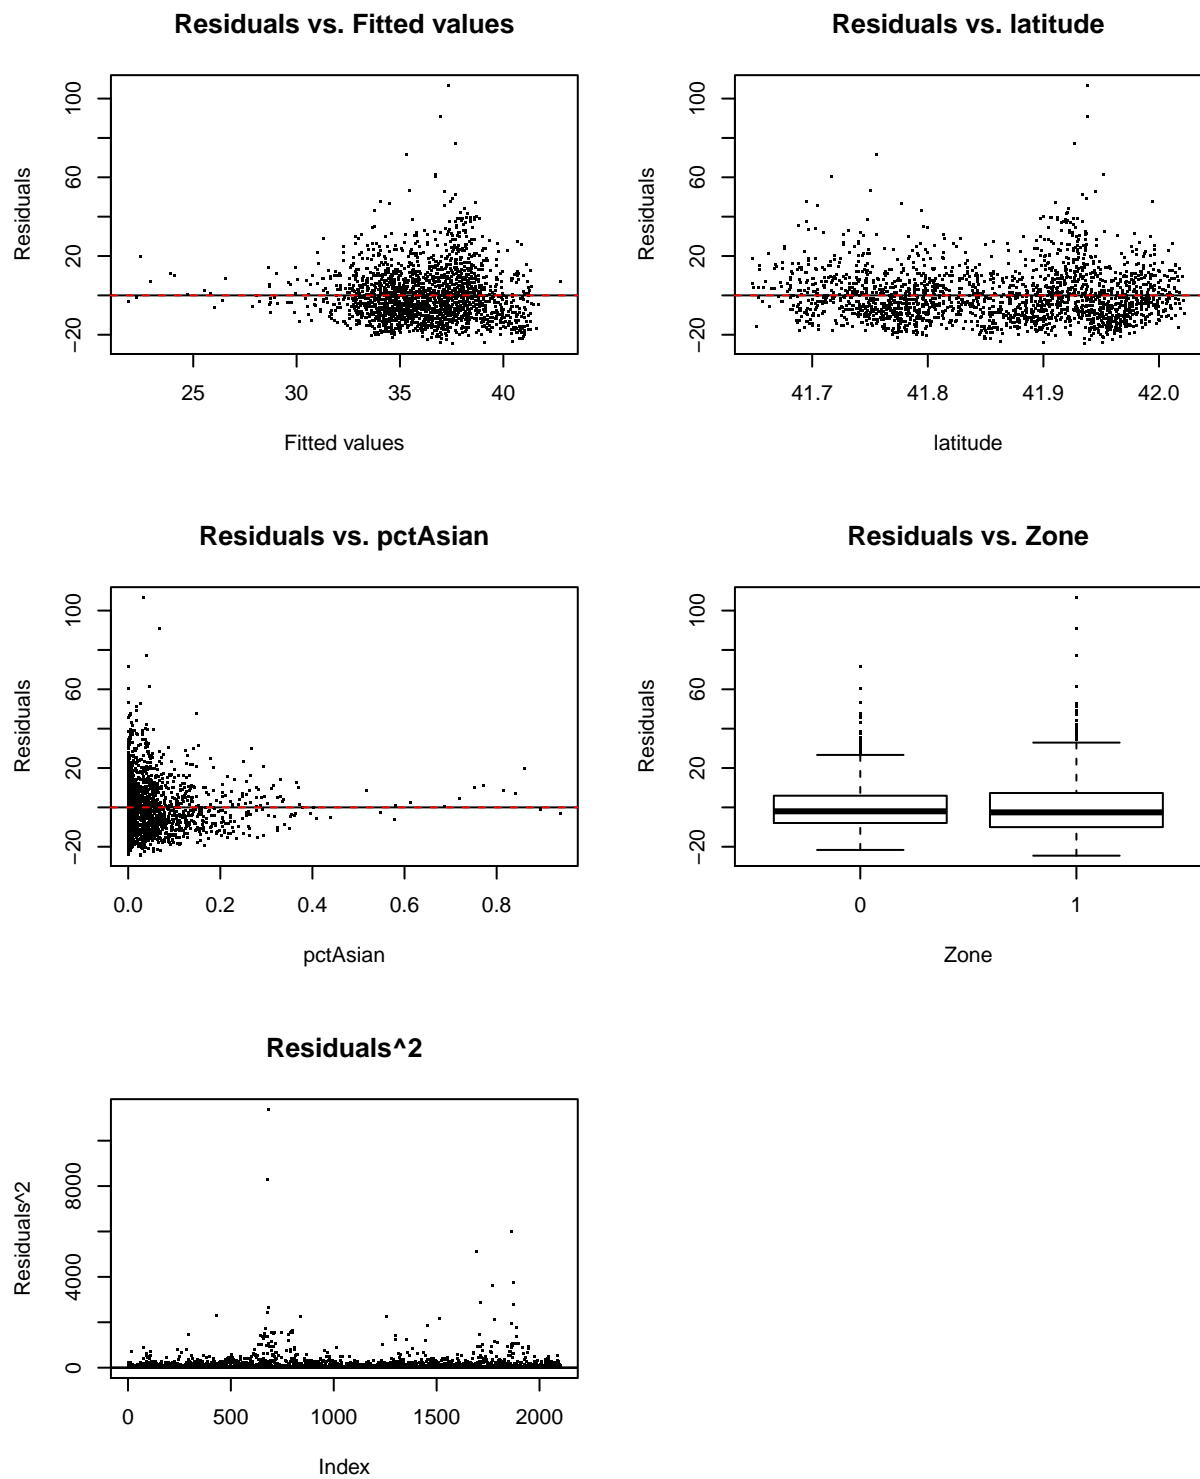 Residuals vs. Fitted values
Residuals
100
60
20
−20
25 30 35 40
Fitted values
Residuals vs. latitude
Residuals
100
60
20
−20
41.7 41.8 41.9 42.0
latitude
Residuals vs. pctAsian
Residuals
100
60
20
−20
0.0 0.2 0.4 0.6 0.8
pctAsian
Residuals vs. Zone
Residuals
100
60
20
−20
0 1
Zone
Residuals^2
Residuals^2
8000
4000
0
0 500 1000 1500 2000
Index